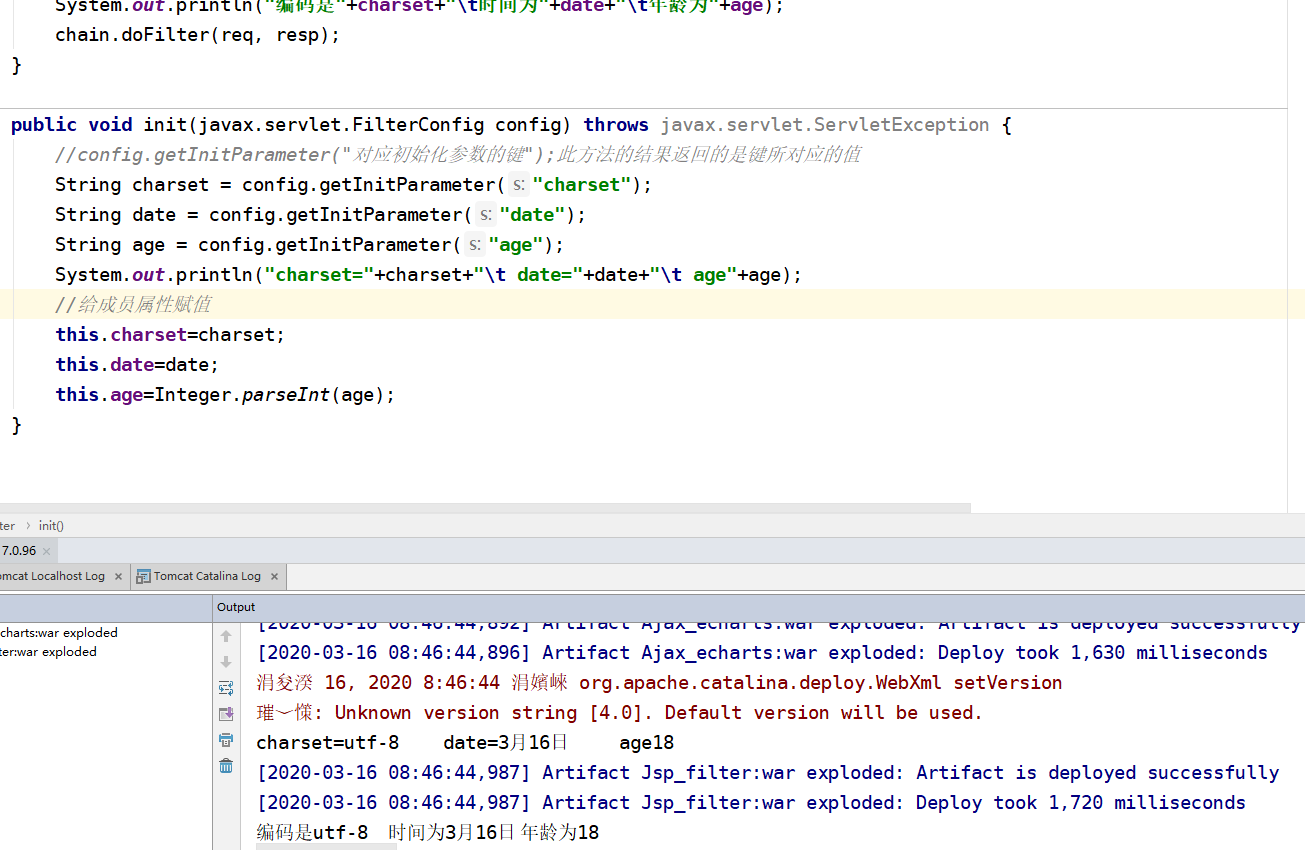 System.out.println("编码是"+charset+"\t时间为"+date+"\t年龄为"+age);
chain.doFilter(req, resp);
}
public void init(javax.servlet.FilterConfig config) throws javax.servlet.ServletException {
//config.getInitParameter("对应初始化参数的键");此方法的结果返回的是键所对应的值
String charset = config.getInitParameter( s: "charset");
String date = config.getInitParameter( s: "date");
String age = config.getInitParameter( s: "age");
System.out.println("charset="+charset+"\t date="+date+"\t age"+age);
//给成员属性赋值
this.charset=charset;
this.date=date;
this.age=Integer.parseInt(age);
}
ter › init()
7.0.96 ×
omcat Localhost Log × Tomcat Catalina Log ×
Output
charts:war exploded
ter:war exploded
[2020-03-16 08:46:44,892] Artifact Ajax_echarts:war exploded: Artifact is deployed successfully
[2020-03-16 08:46:44,896] Artifact Ajax_echarts:war exploded: Deploy took 1,630 milliseconds
涓夋湀 16, 2020 8:46:44 涓嬪崍 org.apache.catalina.deploy.WebXml setVersion
: Unknown version string [4.0]. Default version will be used.
charset=utf-8 date=3月16日 age18
[2020-03-16 08:46:44,987] Artifact Jsp_filter:war exploded: Artifact is deployed successfully
[2020-03-16 08:46:44,987] Artifact Jsp_filter:war exploded: Deploy took 1,720 milliseconds
编码是utf-8 时间为3月16日 年龄为18